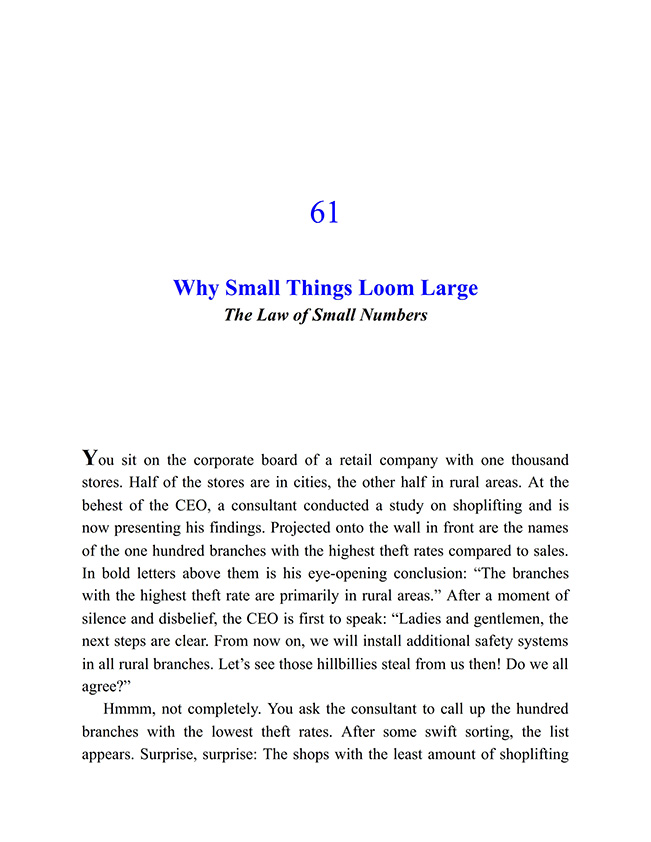 61
Why Small Things Loom Large
The Law of Small Numbers
You sit on the corporate board of a retail company with one thousand
stores. Half of the stores are in cities, the other half in rural areas. At the
behest of the CEO, a consultant conducted a study on shoplifting and is
now presenting his findings. Projected onto the wall in front are the names
of the one hundred branches with the highest theft rates compared to sales.
In bold letters above them is his eye-opening conclusion: “The branches
with the highest theft rate are primarily in rural areas.” After a moment of
silence and disbelief, the CEO is first to speak: “Ladies and gentlemen, the
next steps are clear. From now on, we will install additional safety systems
in all rural branches. Let’s see those hillbillies steal from us then! Do we all
agree?”
Hmmm, not completely. You ask the consultant to call up the hundred
branches with the lowest theft rates. After some swift sorting, the list
appears. Surprise, surprise: The shops with the least amount of shoplifting